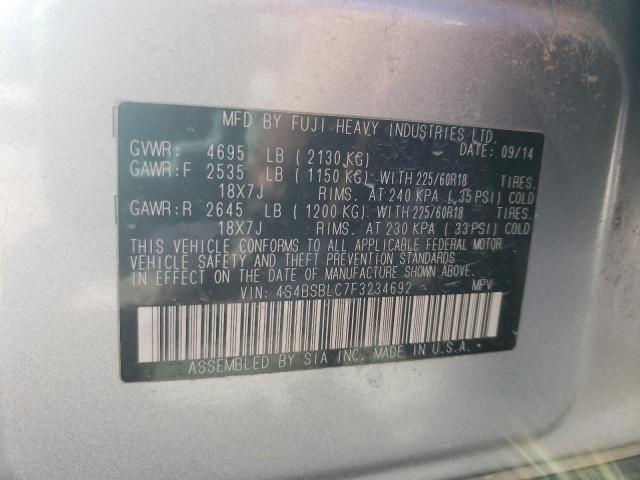 MFD BY FUJI HEAVY INDUSTRIES LTD.
GVWR: 4695 LB ( 2130 KG) DATE: 09/14
GAWR:F 2535 LB ( 1150 KG) WITH 225/60R18 TIRES.
18X7J RIMS. AT 240 KPA ( 35 PSI) COLD
GAWR:R 2645 LB ( 1200 KG) WITH 225/60R18 TIRES.
18X7J RIMS. AT 230 KPA ( 33 PSI) COLD
THIS VEHICLE CONFORMS TO ALL APPLICABLE FEDERAL MOTOR
VEHICLE SAFETY AND THEFT PREVENTION STANDARDS
IN EFFECT ON THE DATE OF MANUFACTURE SHOWN ABOVE.
VIN: 4S4BSBLC7F3234692 MPV
ASSEMBLED BY SIA INC. MADE IN U.S.A.